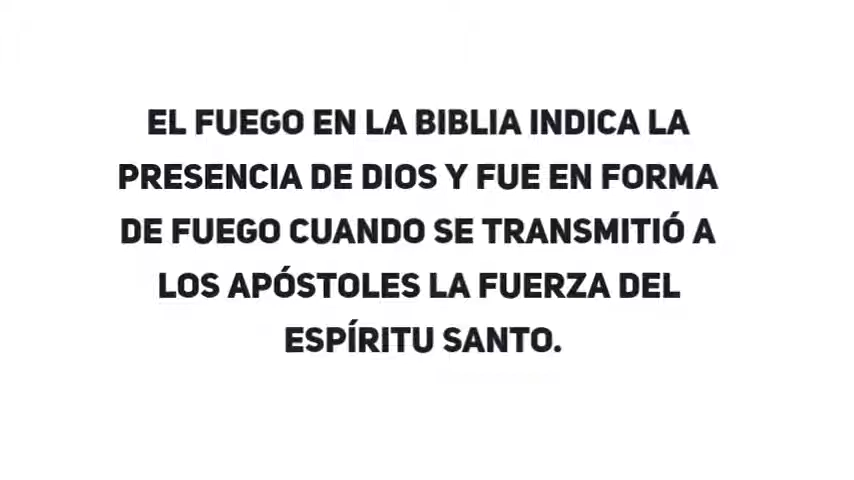 EL FUEGO EN LA BIBLIA INDICA LA
PRESENCIA DE DIOS Y FUE EN FORMA
DE FUEGO CUANDO SE TRANSMITIÓ A
LOS APÓSTOLES LA FUERZA DEL
ESPÍRITU SANTO.